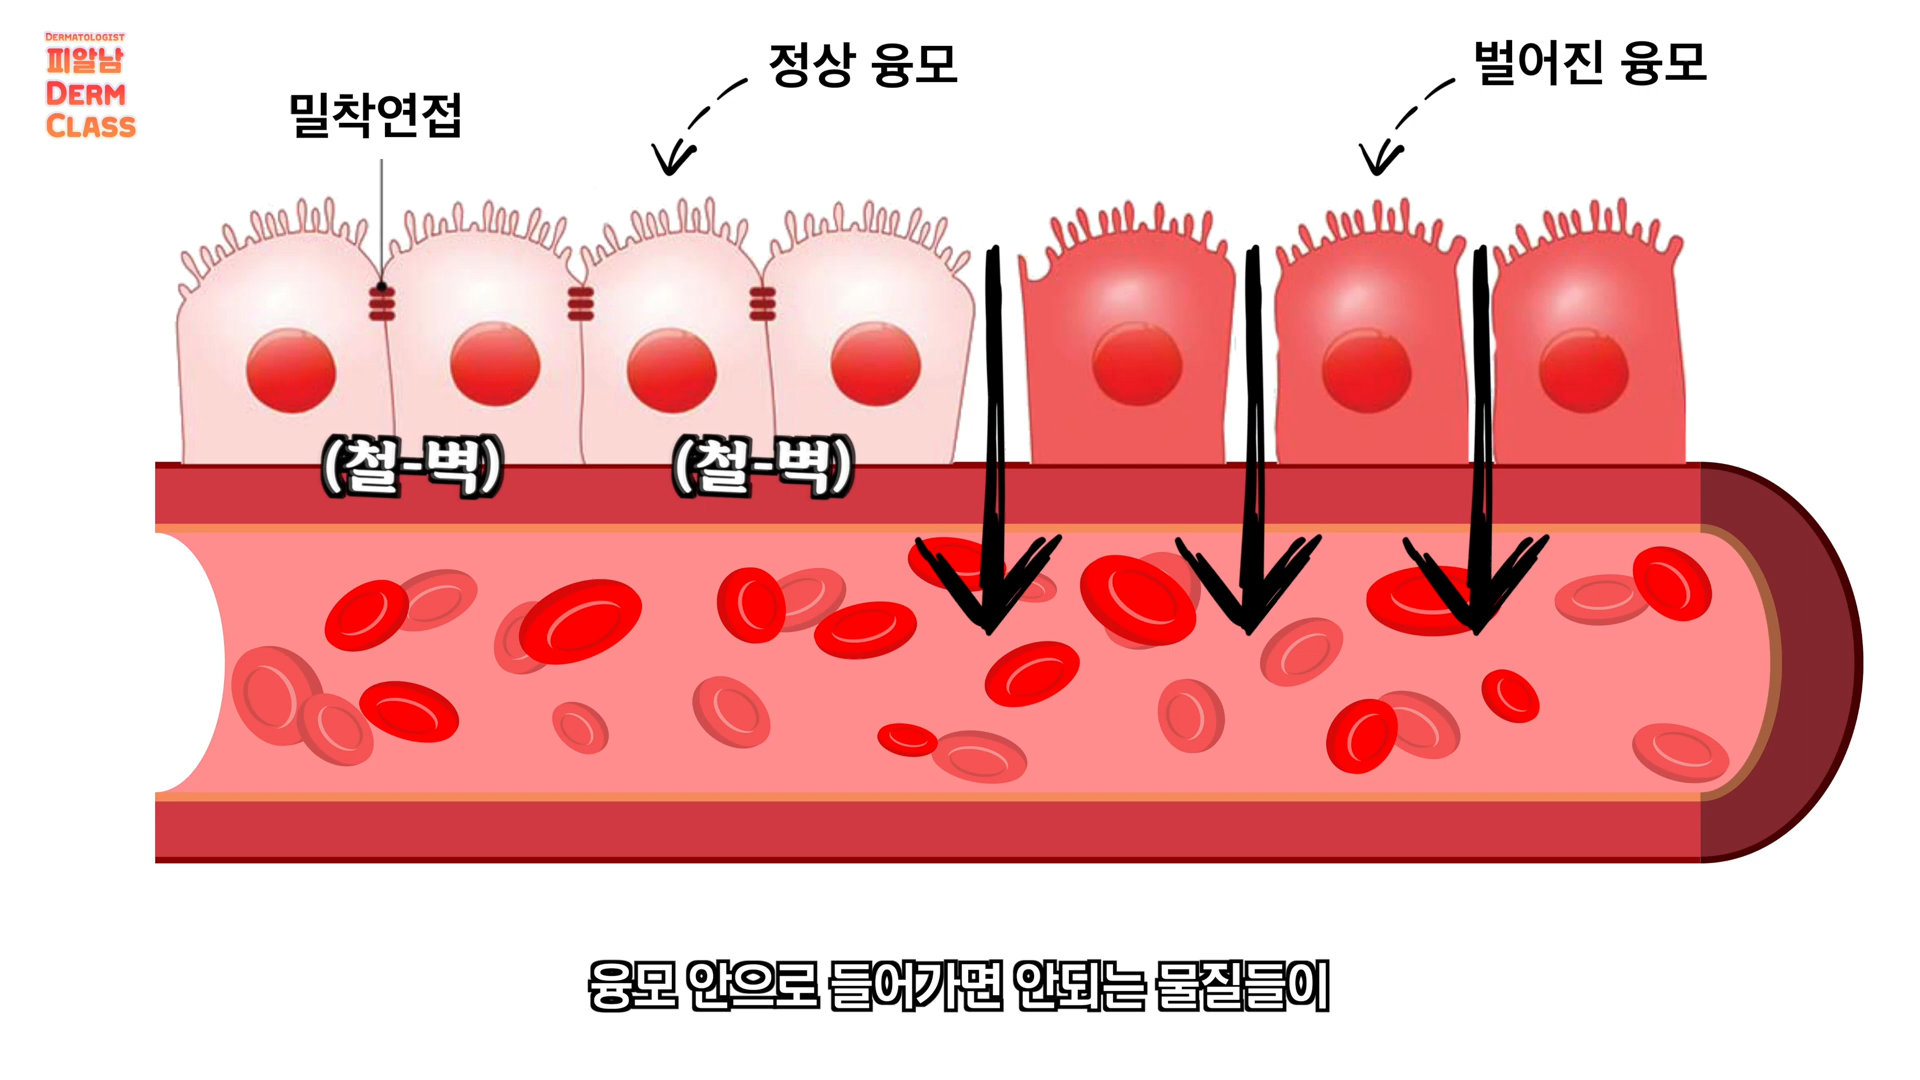 DERMATOLOGIST
피알남
DERM
CLASS
밀착연접
정상 융모
벌어진 융모
(철-벽)
(철-벽)
융모 안으로 들어가면 안되는 물질들이